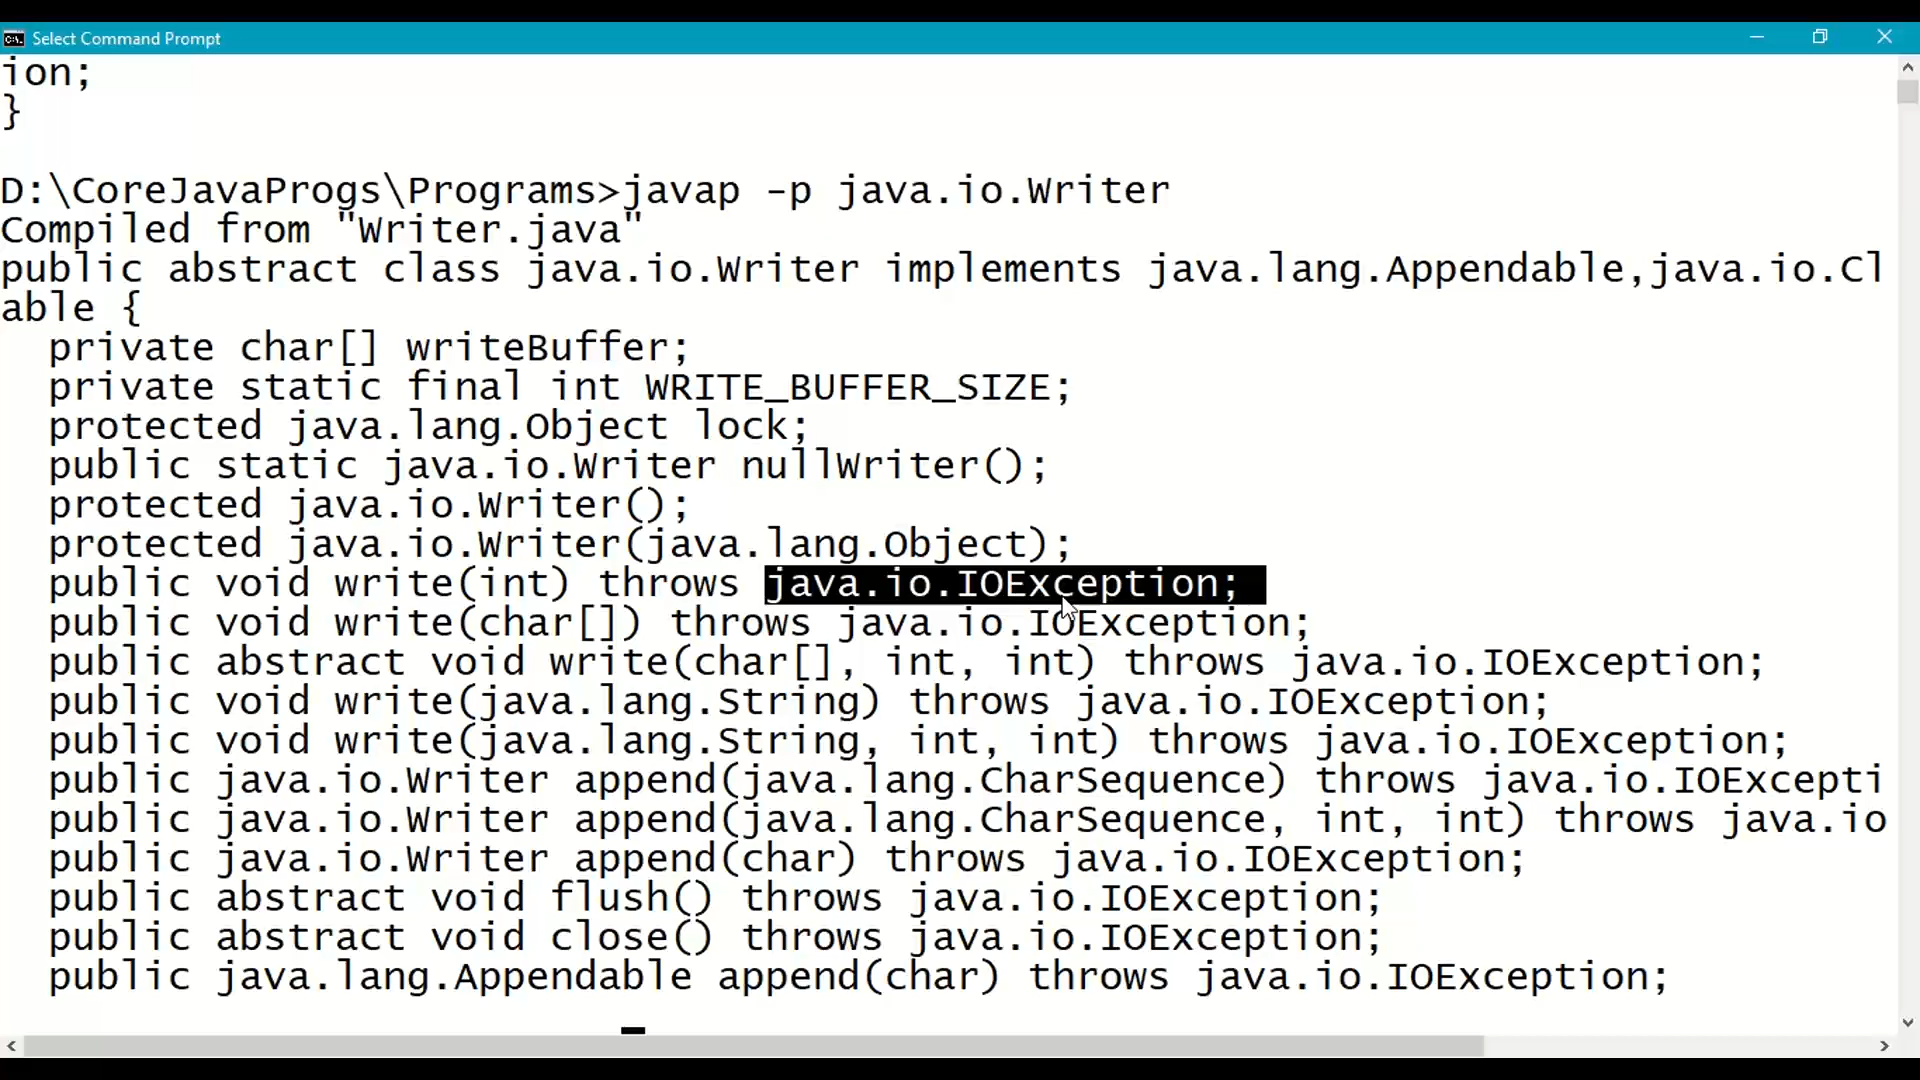 Select Command Prompt
ion;
}
D:\CoreJavaProgs\Programs>javap -p java.io.Writer
Compiled from "Writer.java"
public abstract class java.io.Writer implements java.lang.Appendable,java.io.Cl
able {
private char[] writeBuffer;
private static final int WRITE_BUFFER_SIZE;
protected java.lang.Object lock;
public static java.io.Writer nullWriter();
protected java.io.Writer();
protected java.io.Writer(java.lang.Object);
public void write(int) throws java.io.IOException;
public void write(char[]) throws java.io.IOException;
public abstract void write(char[], int, int) throws java.io.IOException;
public void write(java.lang.String) throws java.io.IOException;
public void write(java.lang.String, int, int) throws java.io.IOException;
public java.io.Writer append(java.lang.CharSequence) throws java.io.IOExcepti
public java.io.Writer append(java.lang.CharSequence, int, int) throws java.io
public java.io.Writer append(char) throws java.io.IOException;
public abstract void flush() throws java.io.IOException;
public abstract void close() throws java.io.IOException;
public java.lang.Appendable append(char) throws java.io.IOException;